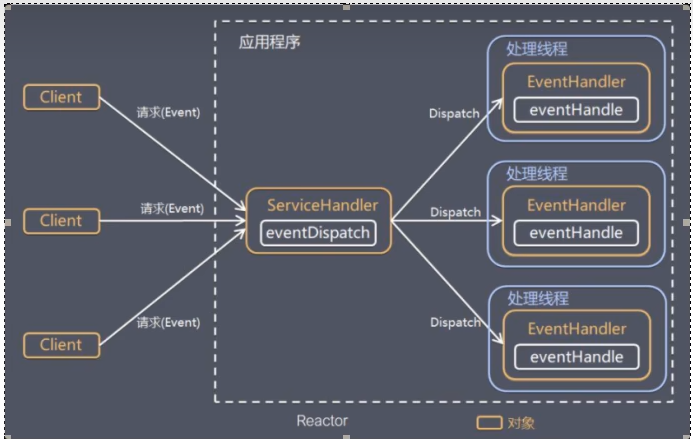 应用程序
Client
请求(Event)
Client
请求(Event)
Client
请求(Event)
ServiceHandler
eventDispatch
Dispatch
Dispatch
Dispatch
处理线程
EventHandler
eventHandle
处理线程
EventHandler
eventHandle
处理线程
EventHandler
eventHandle
Reactor
对象